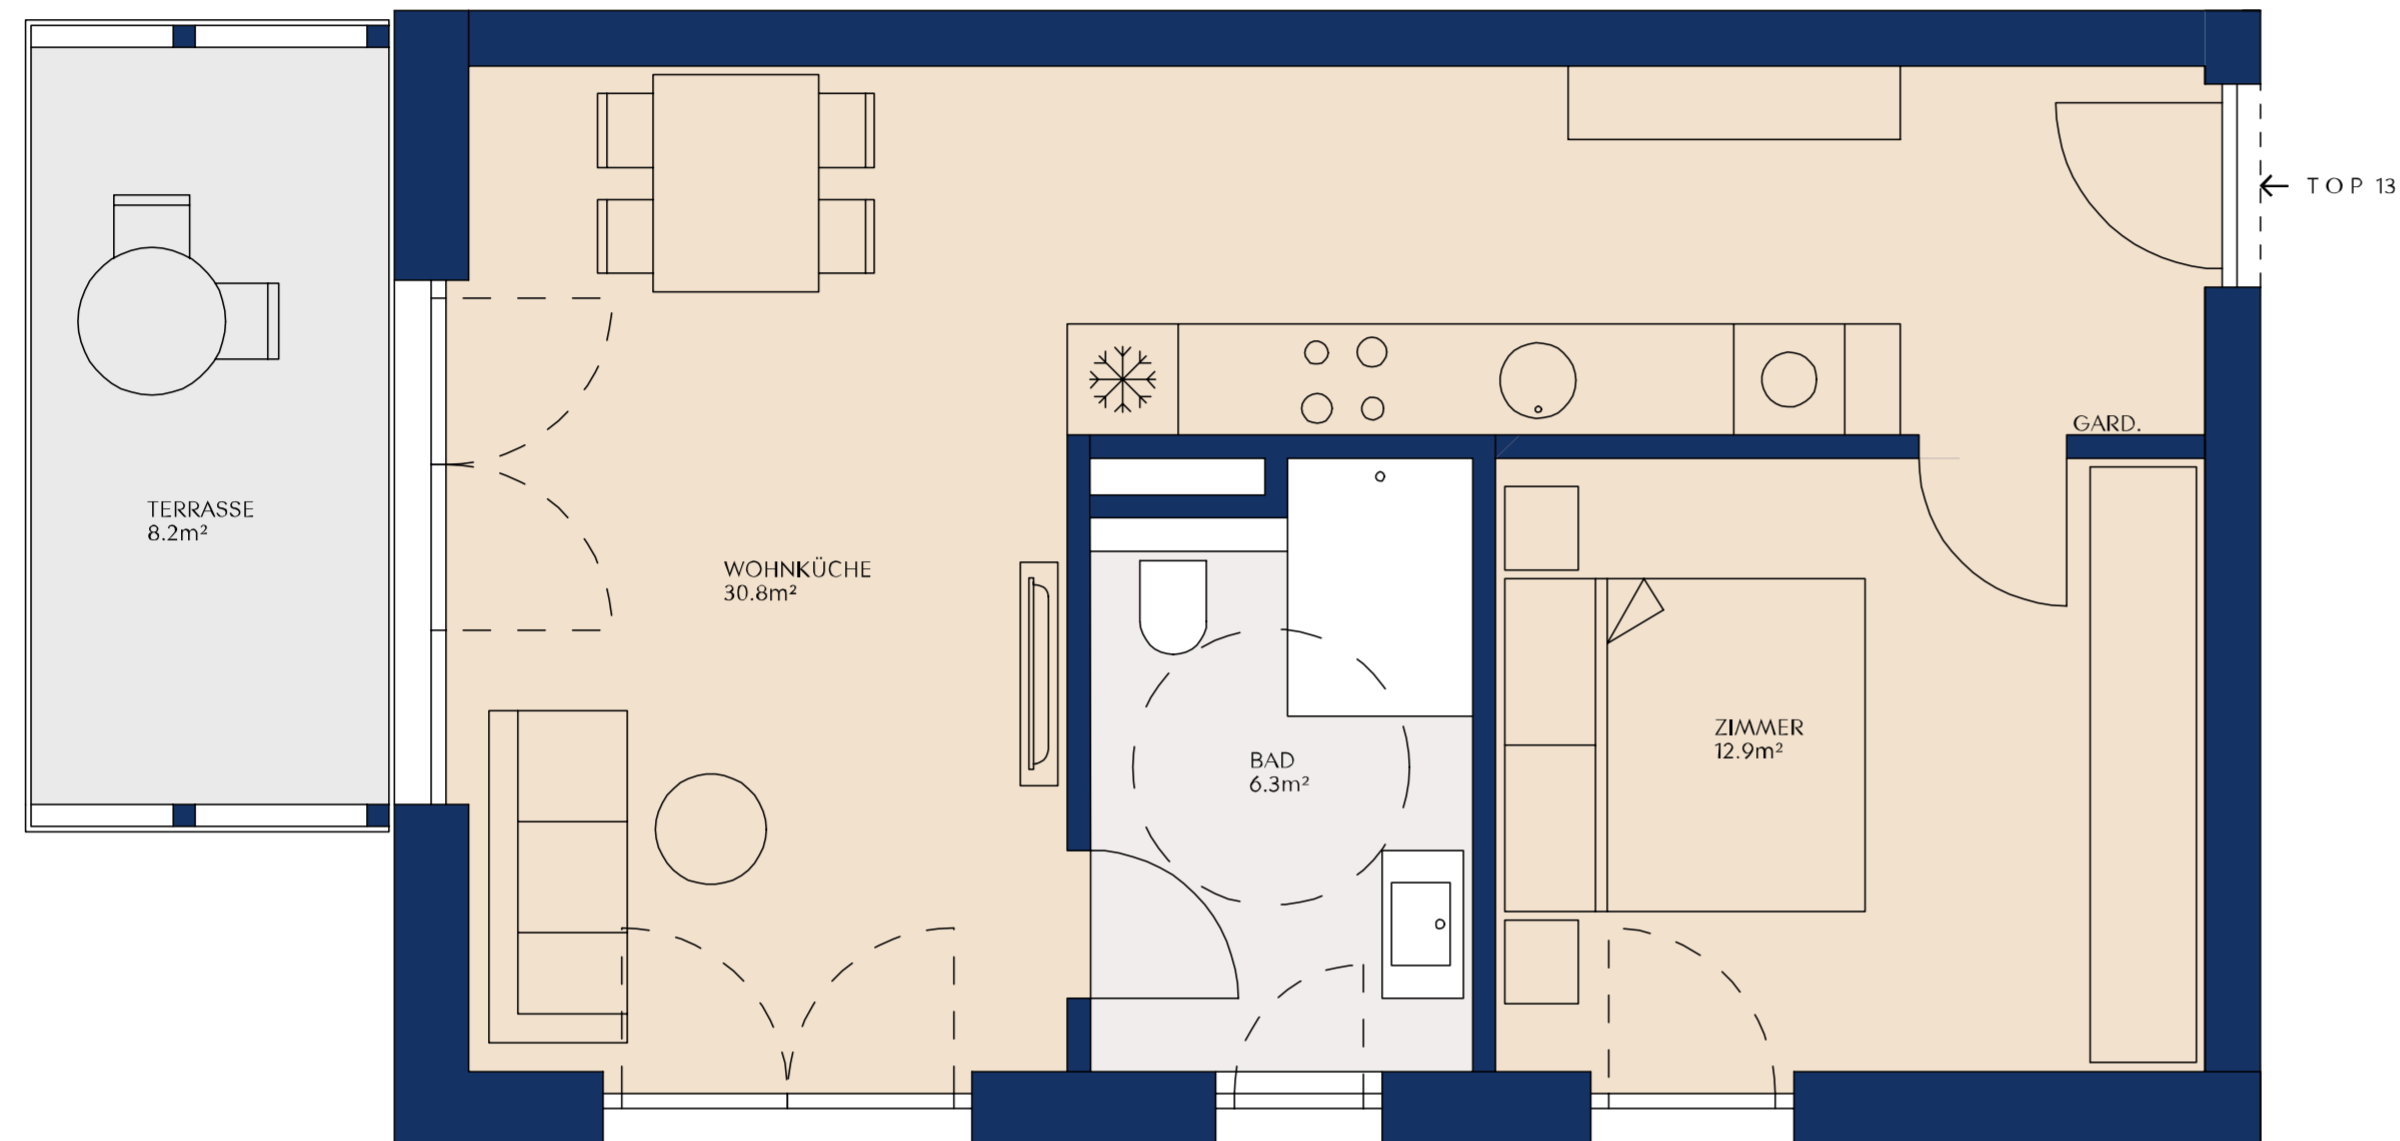 TOP 13
GARD.
TERRASSE
8.2m²
WOHNKÜCHE
30.8m²
ZIMMER
12.9m²
BAD
6.3m²